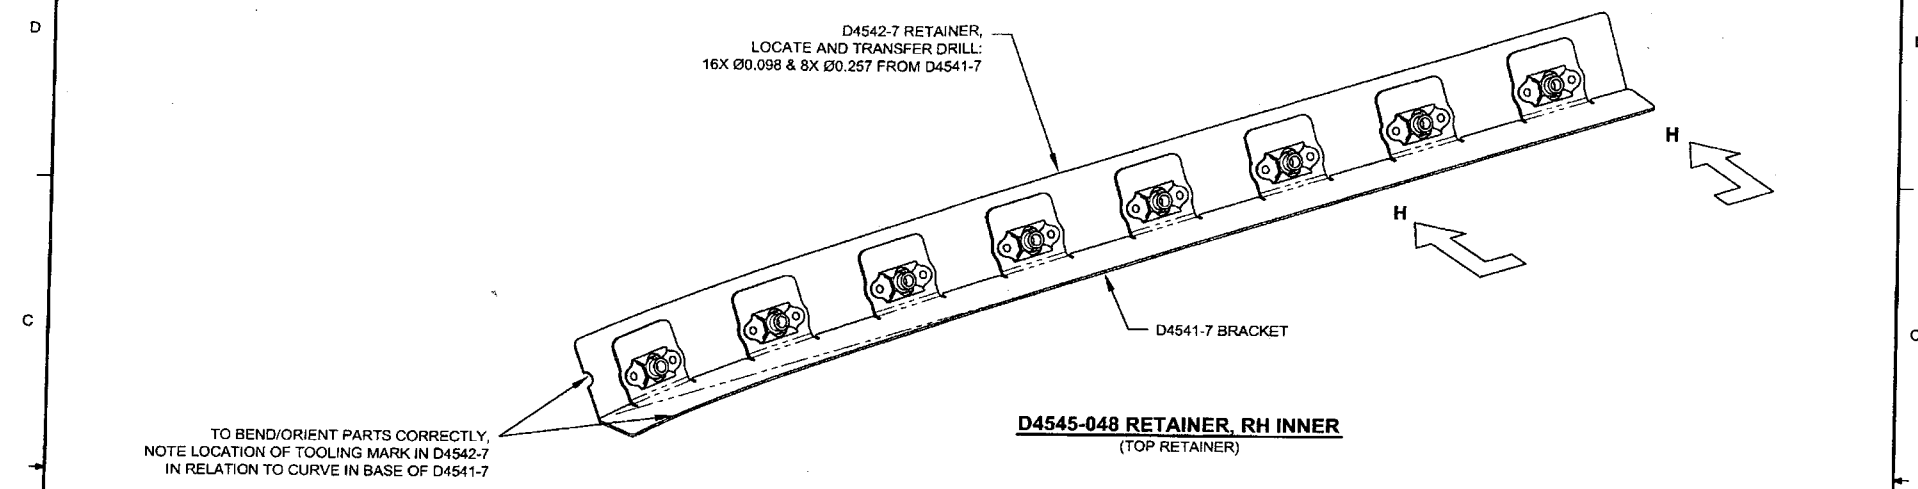 D
D4542-7 RETAINER,
LOCATE AND TRANSFER DRILL:
16X Ø0.098 & 8X Ø0.257 FROM D4541-7
H
H
C
D4541-7 BRACKET
TO BEND/ORIENT PARTS CORRECTLY,
NOTE LOCATION OF TOOLING MARK IN D4542-7
IN RELATION TO CURVE IN BASE OF D4541-7
D4545-048 RETAINER, RH INNER
(TOP RETAINER)